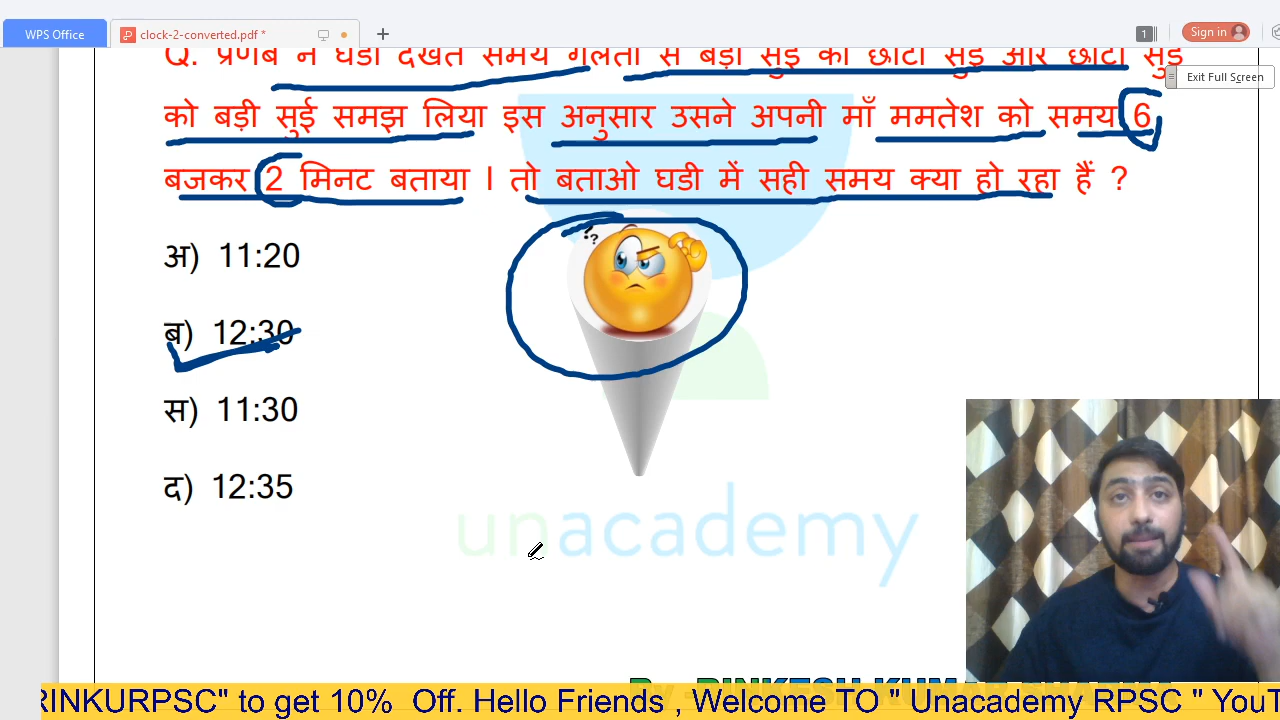 WPS Office
clock-2-converted.pdf *
1
Sign in
Exit Full Screen
Q. प्रणब ने घडी देखते समय गलती से बड़ी सुई को छोटी सुई और छोटी सुई
को बड़ी सुई समझ लिया इस अनुसार उसने अपनी माँ ममतेश को समय 6
बजकर 2 मिनट बताया l तो बताओ घडी में सही समय क्या हो रहा हैं ?
??
अ) 11:20
ब) 12:30
स) 11:30
द) 12:35
unacademy
RINKURPSC" to get 10% Off. Hello Friends , Welcome TO " Unacademy RPSC " YouT